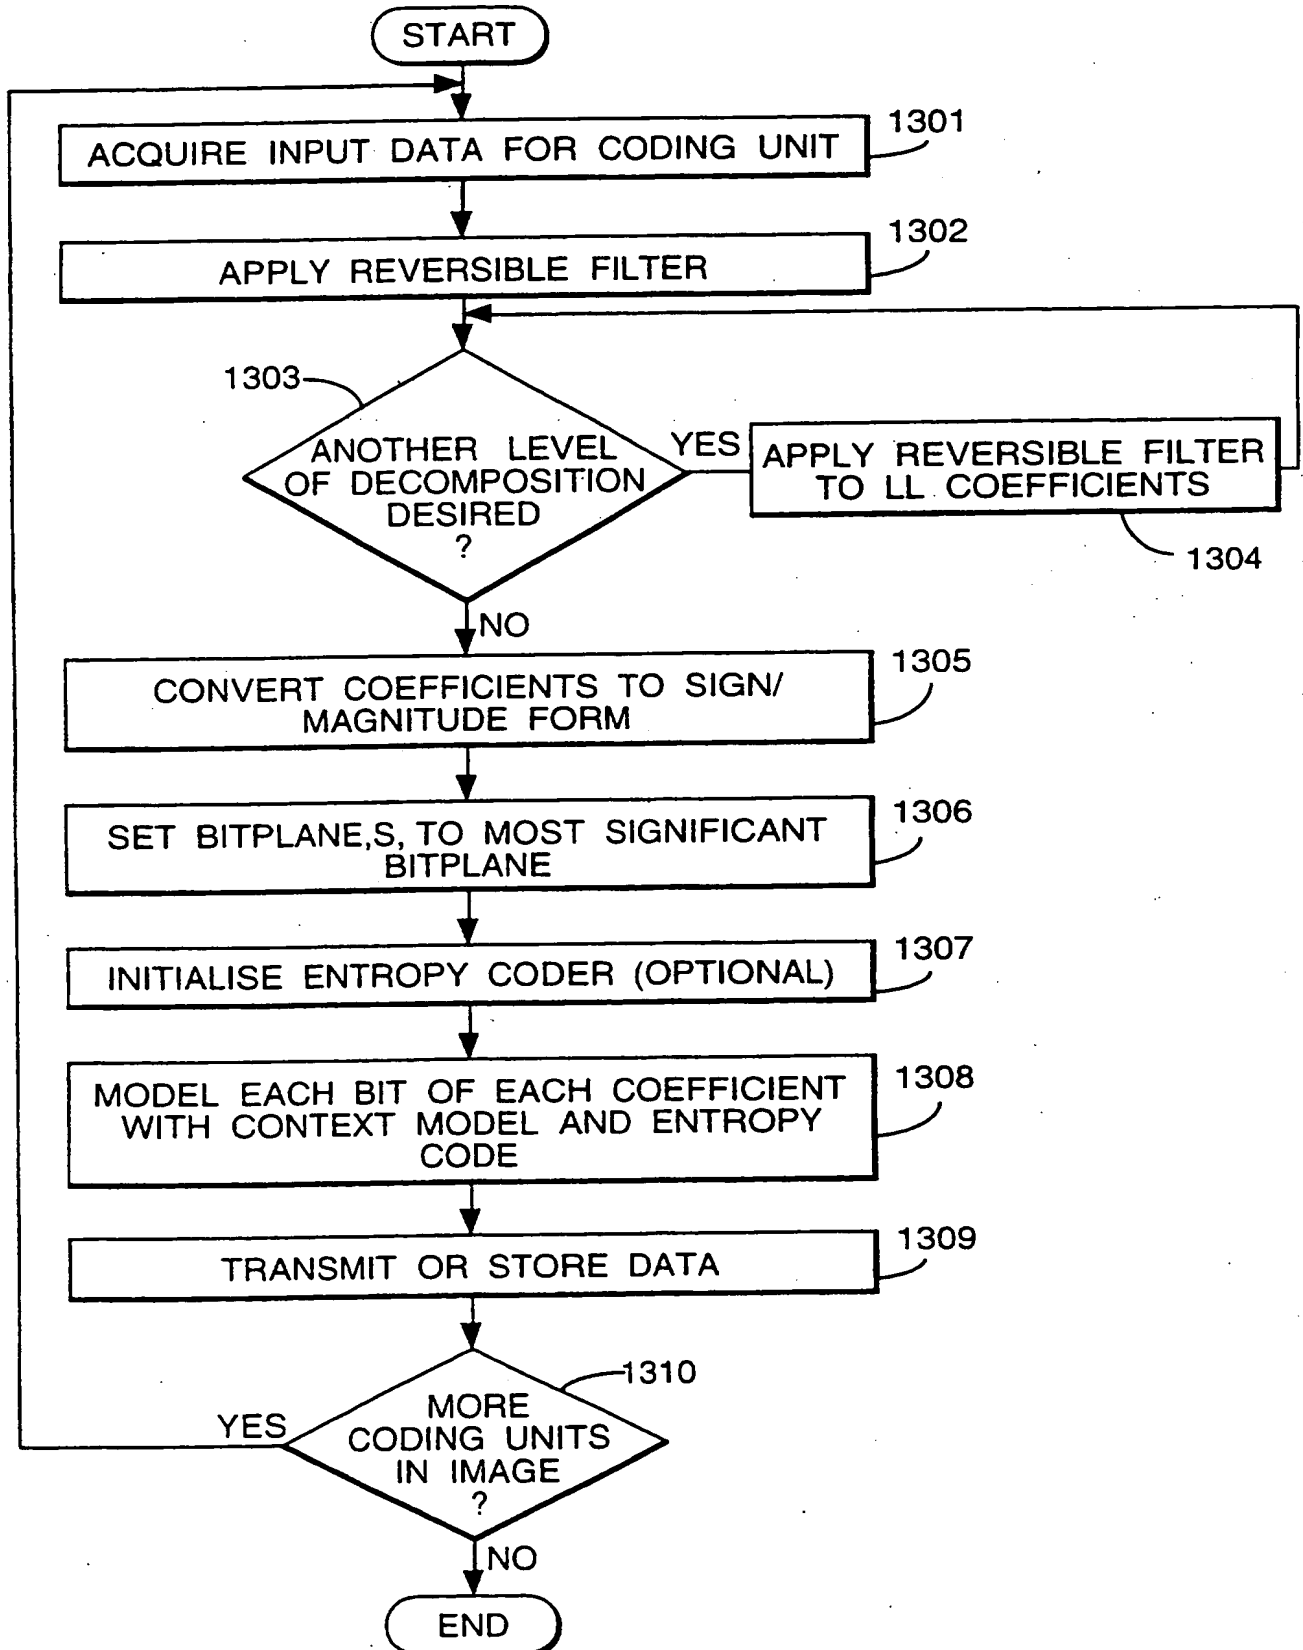 START
ACQUIRE INPUT DATA FOR CODING UNIT
1301
APPLY REVERSIBLE FILTER
1302
1303
ANOTHER LEVEL
OF DECOMPOSITION
DESIRED
?
YES
APPLY REVERSIBLE FILTER
TO LL COEFFICIENTS
1304
NO
CONVERT COEFFICIENTS TO SIGN/
MAGNITUDE FORM
1305
SET BITPLANE,S, TO MOST SIGNIFICANT
BITPLANE
1306
INITIALISE ENTROPY CODER (OPTIONAL)
1307
MODEL EACH BIT OF EACH COEFFICIENT
WITH CONTEXT MODEL AND ENTROPY
CODE
1308
TRANSMIT OR STORE DATA
1309
1310
MORE
CODING UNITS
IN IMAGE
?
YES
NO
END